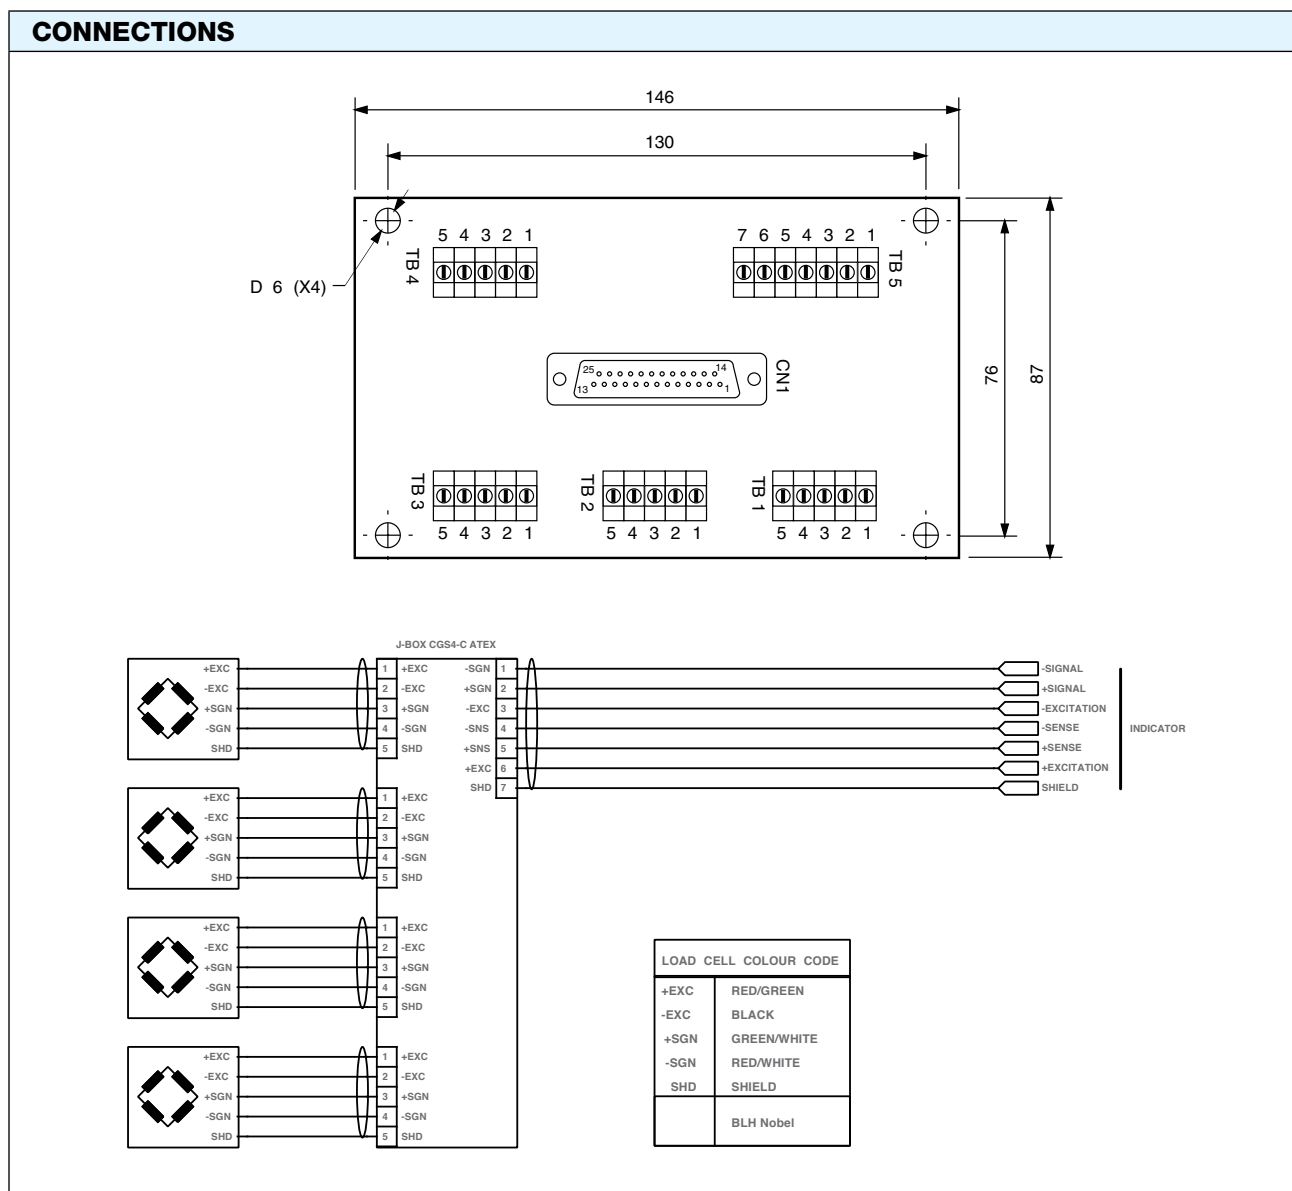 CONNECTIONS
146
130
5 4 3 2 1
7 6 5 4 3 2 1
TB 4
TB 5
D 6 (X4)
25
14
CN1
13
1
76
87
TB 3
TB 2
TB 1
5 4 3 2 1
5 4 3 2 1
5 4 3 2 1
J-BOX CGS4-C ATEX
+EXC 1 +EXC -SGN 1 -SIGNAL
-EXC 2 -EXC +SGN 2 +SIGNAL
+SGN 3 +SGN -EXC 3 -EXCITATION
-SGN 4 -SGN -SNS 4 -SENSE
SHD 5 SHD +SNS 5 +SENSE
+EXC 6 +EXCITATION
SHD 7 SHIELD
INDICATOR
+EXC 1 +EXC
-EXC 2 -EXC
+SGN 3 +SGN
-SGN 4 -SGN
SHD 5 SHD
+EXC 1 +EXC
-EXC 2 -EXC
+SGN 3 +SGN
-SGN 4 -SGN
SHD 5 SHD
+EXC 1 +EXC
-EXC 2 -EXC
+SGN 3 +SGN
-SGN 4 -SGN
SHD 5 SHD
LOAD CELL COLOUR CODE
+EXC RED/GREEN
-EXC BLACK
+SGN GREEN/WHITE
-SGN RED/WHITE
SHD SHIELD
BLH Nobel